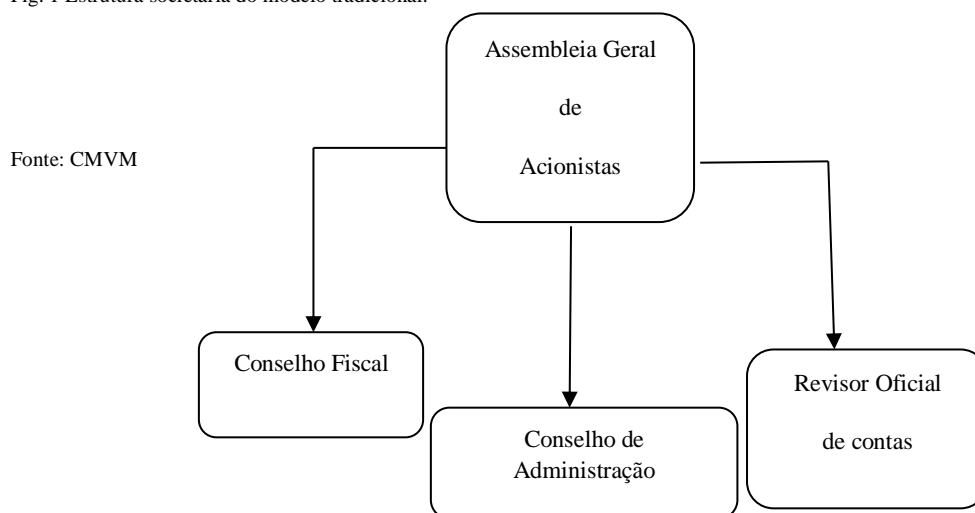 Fig. 1 Estrutura societária do modelo tradicional.
Assembleia Geral
de
Acionistas
Fonte: CMVM
Conselho Fiscal
Conselho de
Administração
Revisor Oficial
de contas